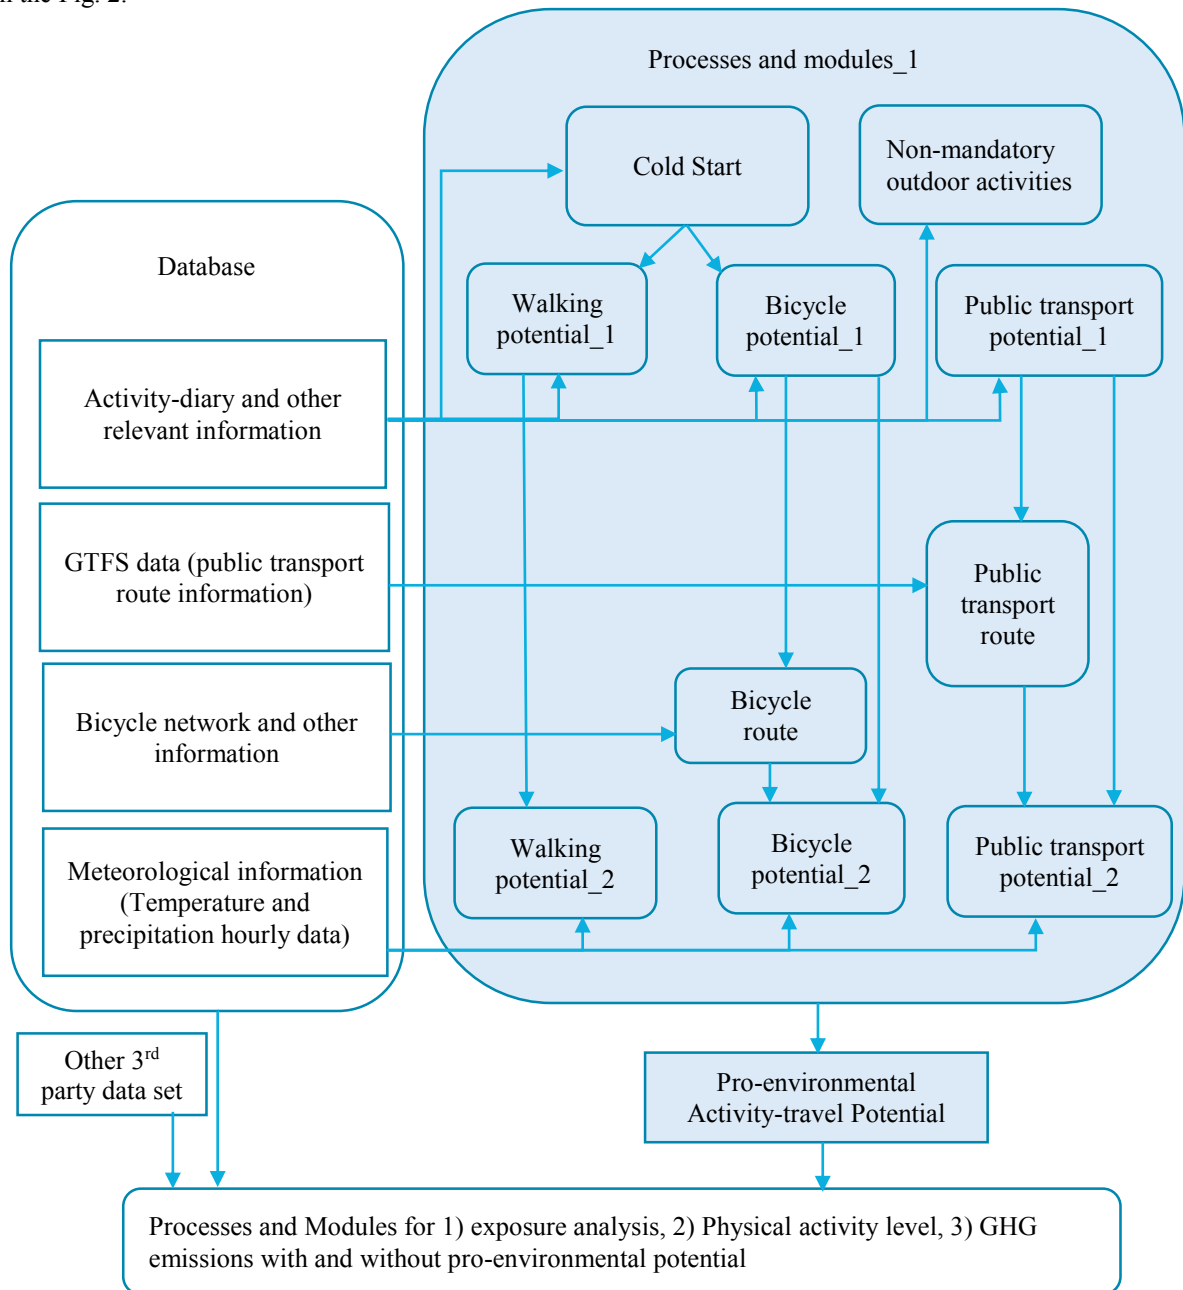 the Fig. 2.
Processes and modules_1
Cold Start
Non-mandatory
outdoor activities
Database
Walking
potential_1
Bicycle
potential_1
Public transport
potential_1
Activity-diary and other
relevant information
GTFS data (public transport
route information)
Public
transport
route
Bicycle network and other
information
Bicycle
route
Meteorological information
(Temperature and
precipitation hourly data)
Walking
potential_2
Bicycle
potential_2
Public transport
potential_2
Other 3rd
party data set
Pro-environmental
Activity-travel Potential
Processes and Modules for 1) exposure analysis, 2) Physical activity level, 3) GHG
emissions with and without pro-environmental potential